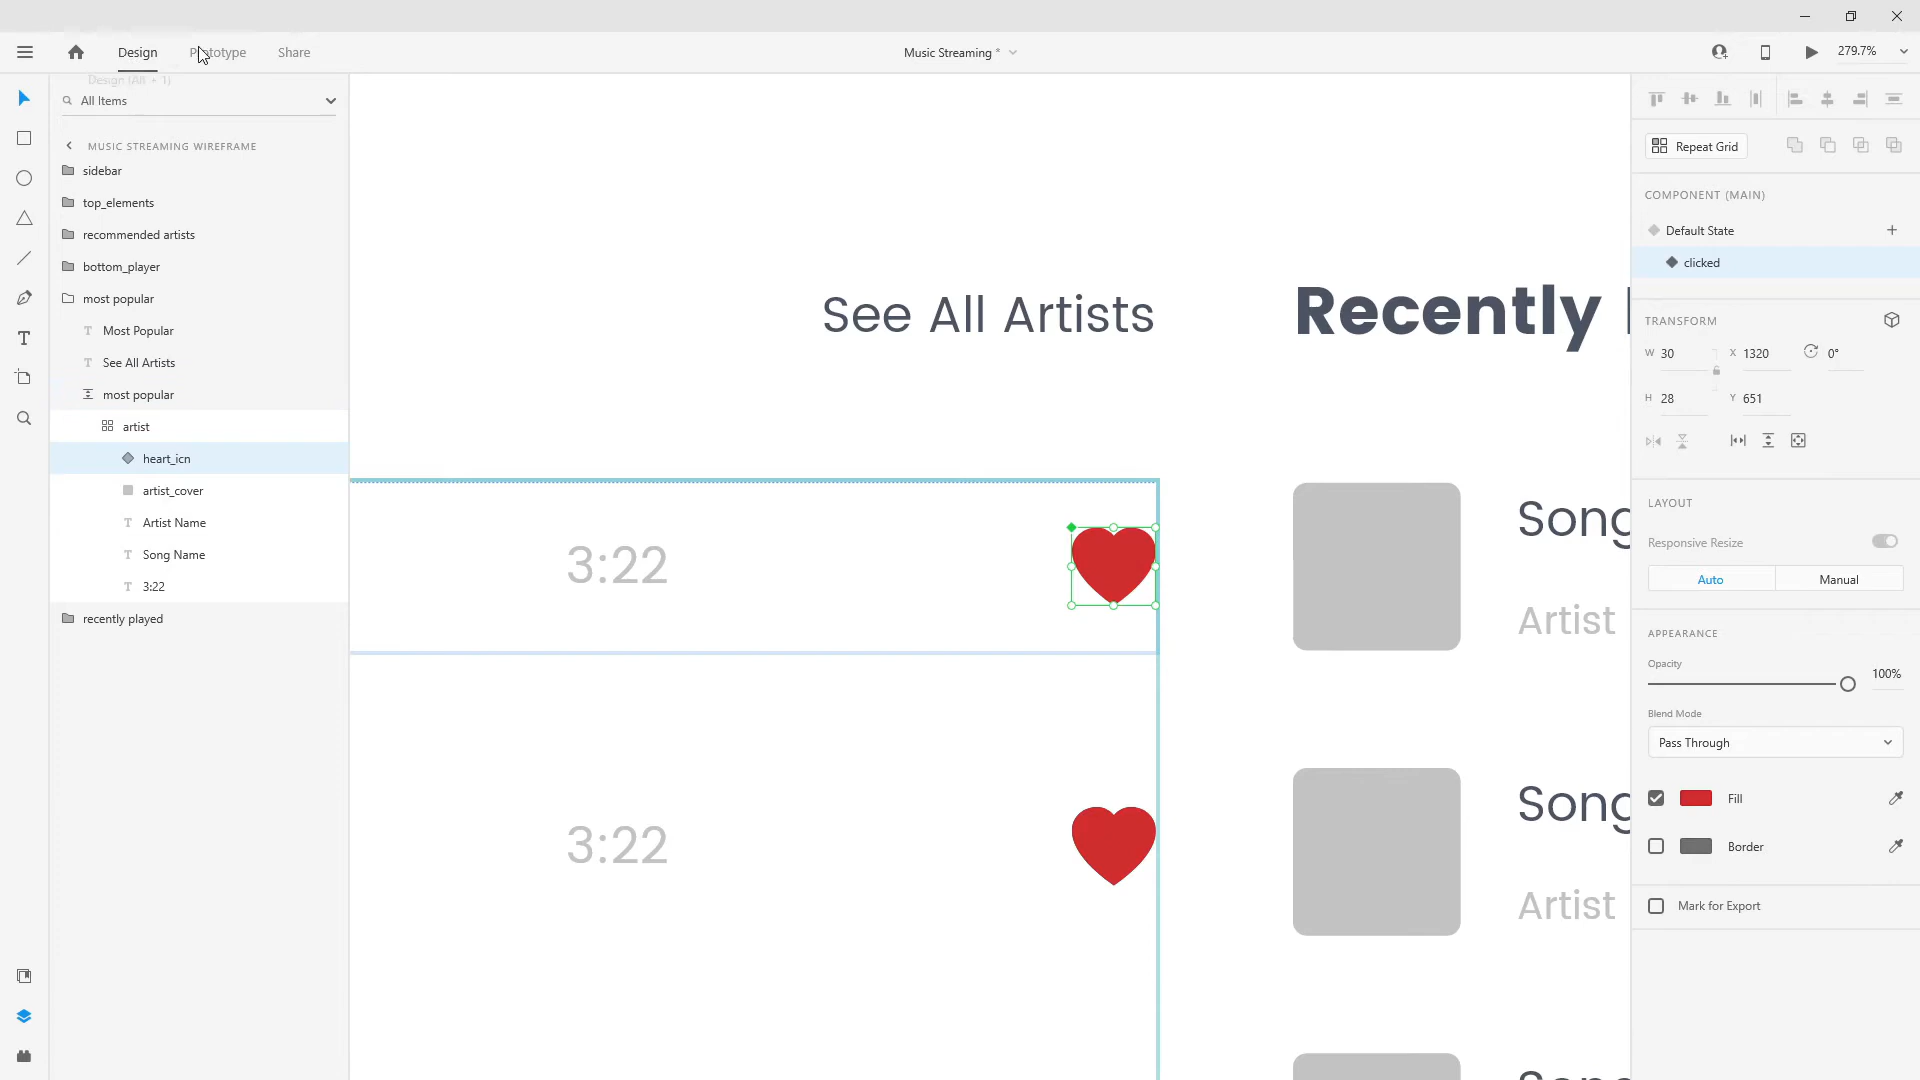 Design
Prototype
Share
Music Streaming *
279.7%
Design (Alt + 1)
All Items
MUSIC STREAMING WIREFRAME
sidebar
top_elements
recommended artists
bottom_player
most popular
Most Popular
See All Artists
most popular
artist
heart_icn
artist_cover
Artist Name
Song Name
3:22
recently played
See All Artists
Recently
3:22
3:22
Song
Artist
Song
Artist
Song
Repeat Grid
COMPONENT (MAIN)
Default State
clicked
TRANSFORM
W 30
X 1320
0°
H 28
Y 651
LAYOUT
Responsive Resize
Auto
Manual
APPEARANCE
Opacity
100%
Blend Mode
Pass Through
Fill
Border
Mark for Export